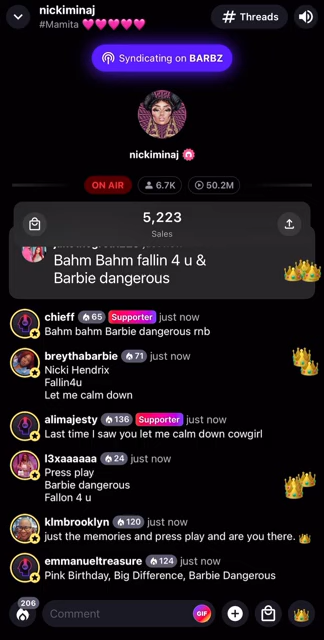 nickiminaj
#Mamita 💗💗💗💗💗
# Threads
Syndicating on BARBZ
nickiminaj
ON AIR 6.7K 50.2M
5,223
Sales
Bahm Bahm fallin 4 u &
Barbie dangerous
chieff 65 Supporter just now
Bahm bahm Barbie dangerous rnb
breythabarbie 71 just now
Nicki Hendrix
Fallin4u
Let me calm down
alimajesty 136 Supporter just now
Last time I saw you let me calm down cowgirl
l3xaaaaaa 24 just now
Press play
Barbie dangerous
Fallon 4 u
klmbrooklyn 120 just now
just the memories and press play and are you there.
emmanueltreasure 124 just now
Pink Birthday, Big Difference, Barbie Dangerous
206
Comment GIF